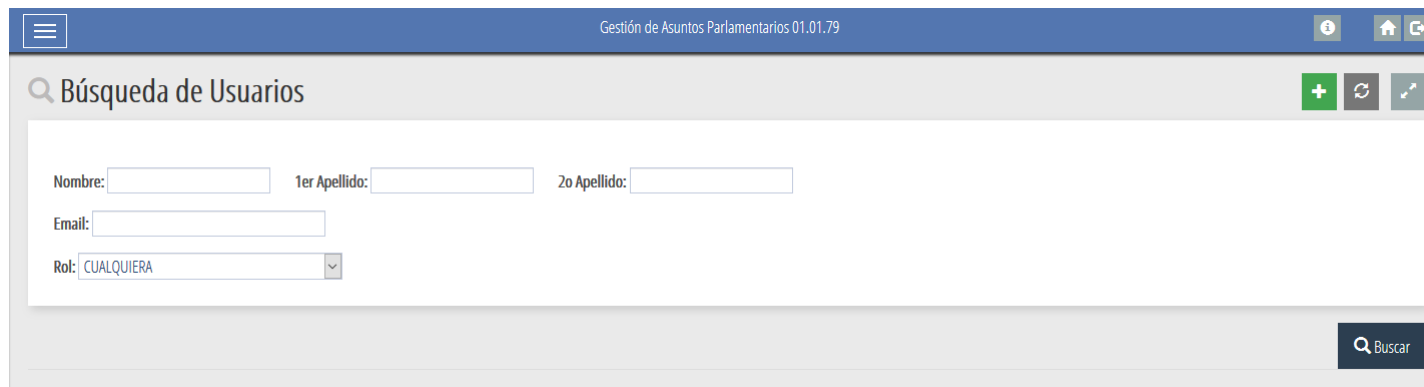 Gestión de Asuntos Parlamentarios 01.01.79
Búsqueda de Usuarios
Nombre: 1er Apellido: 2o Apellido:
Email:
Rol: CUALQUIERA
Buscar